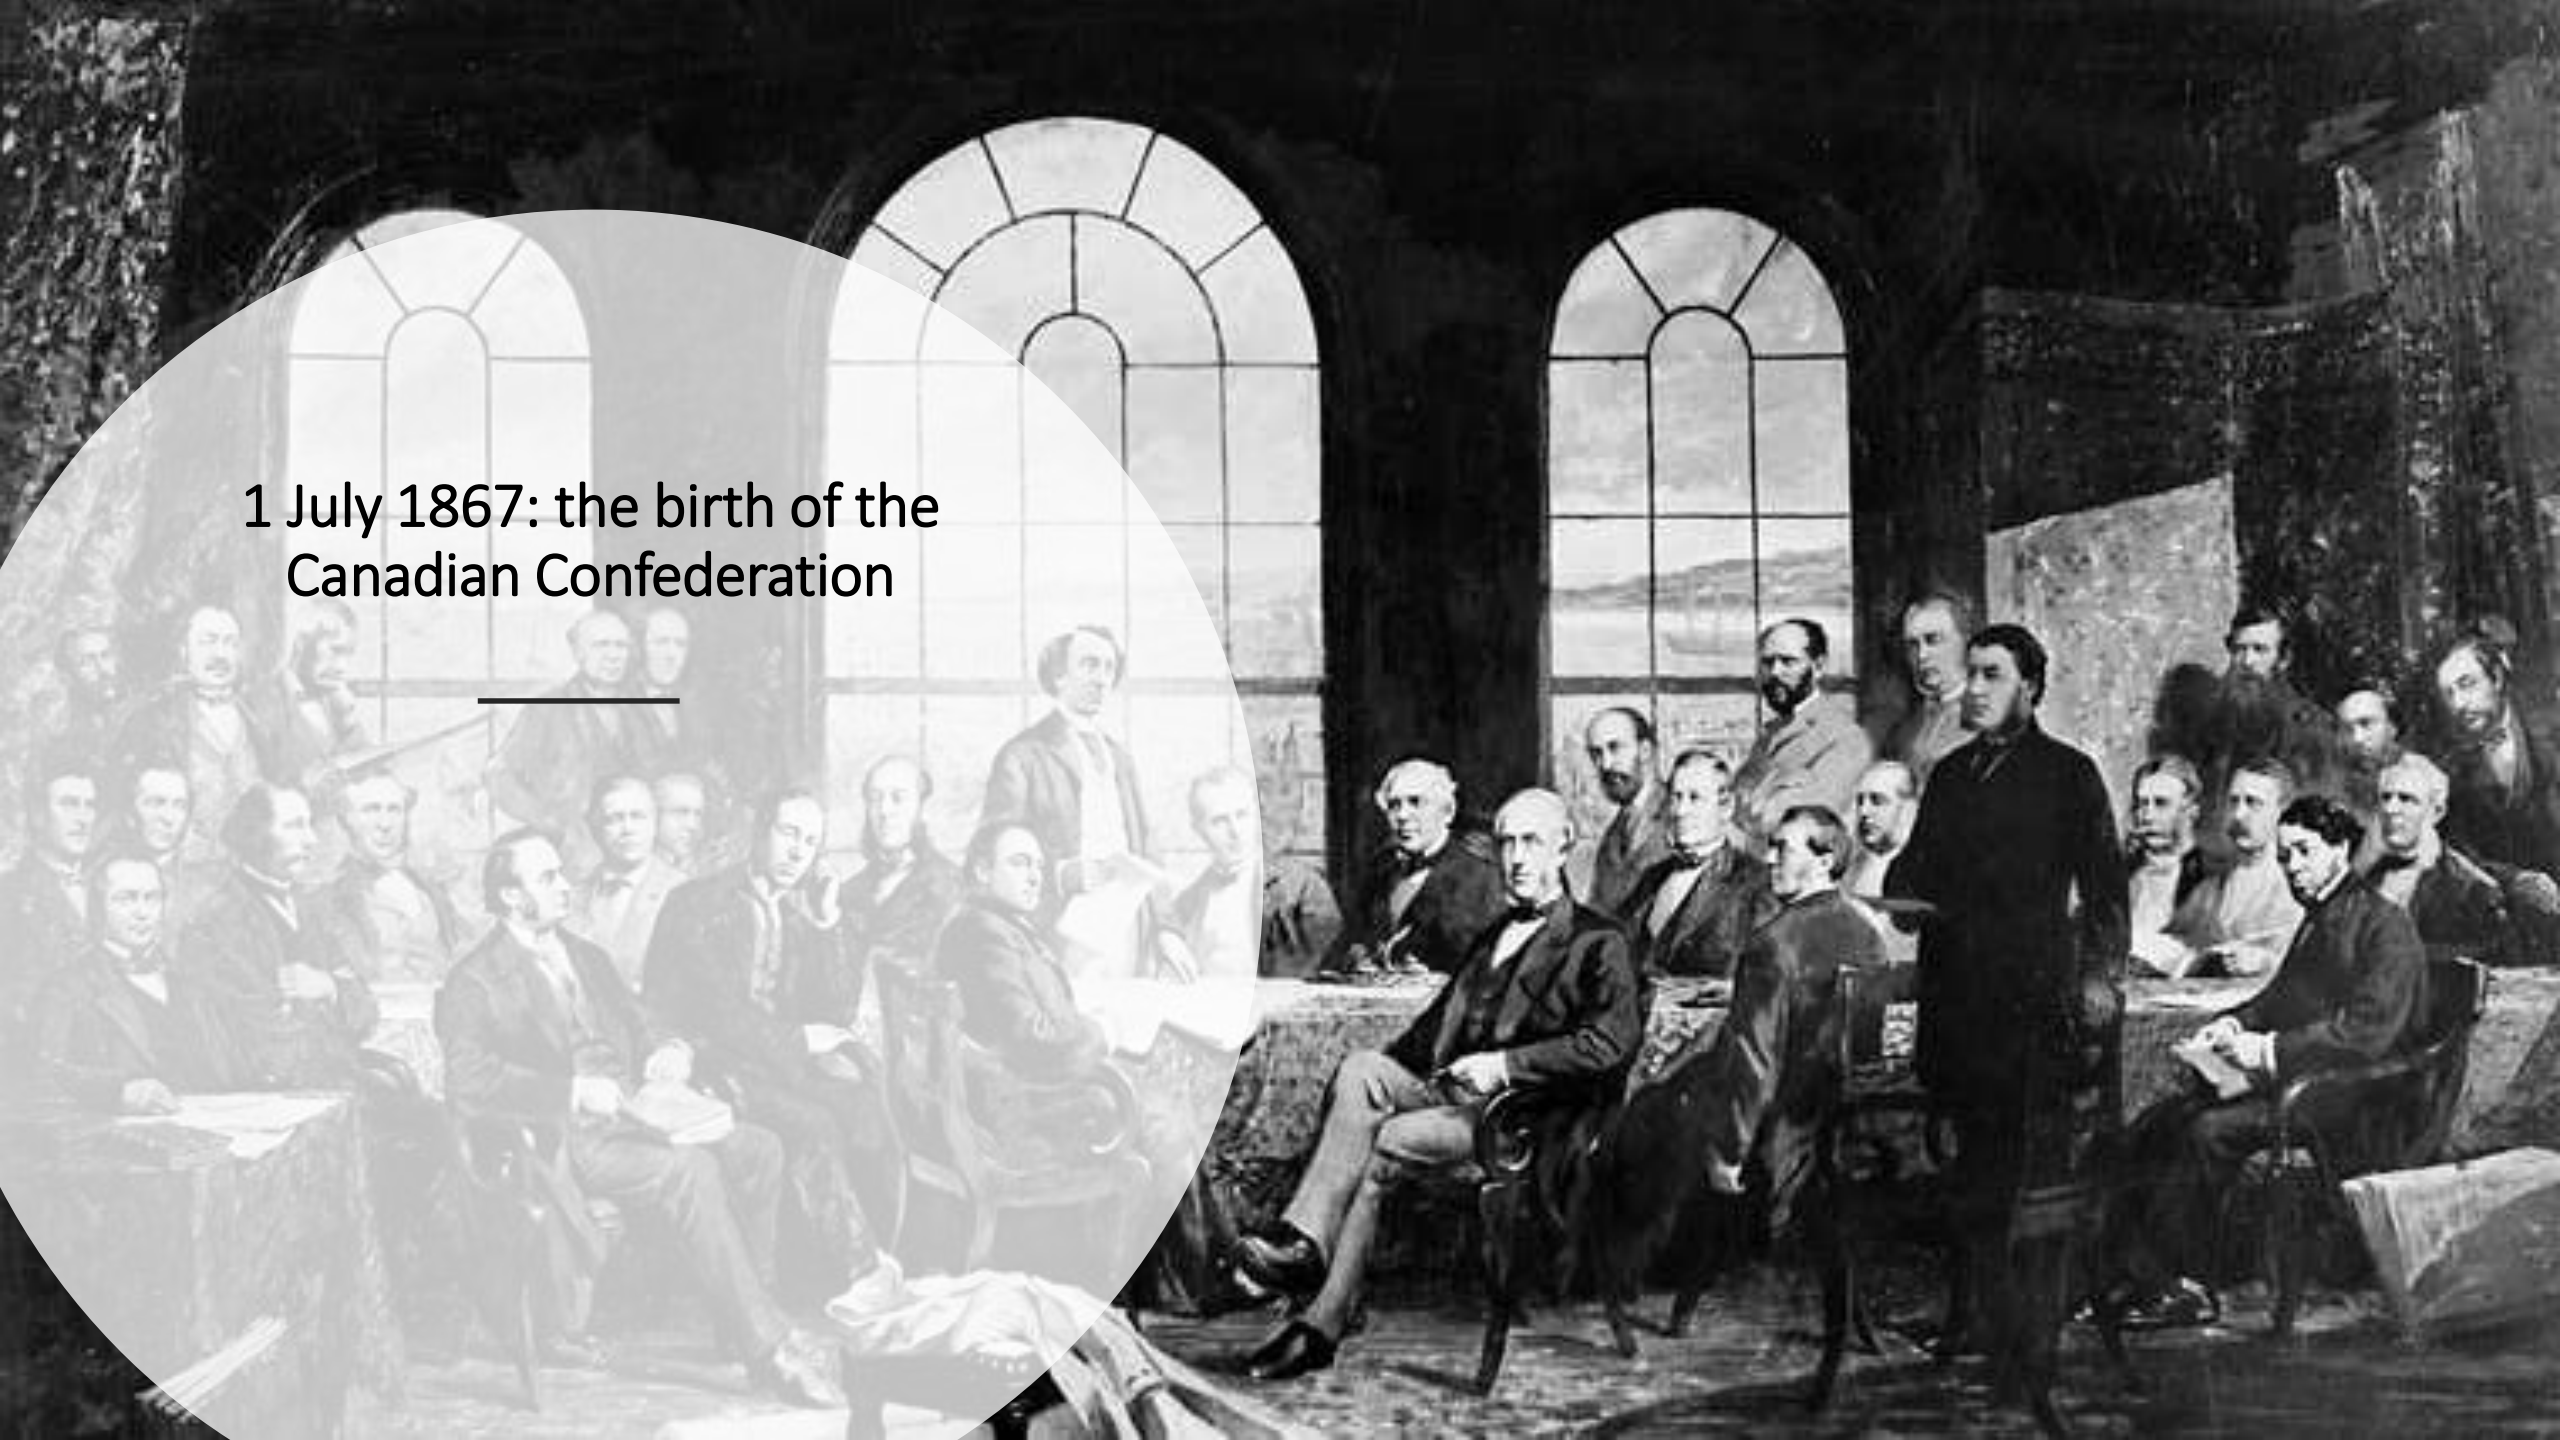 1 July 1867: the birth of the
Canadian Confederation